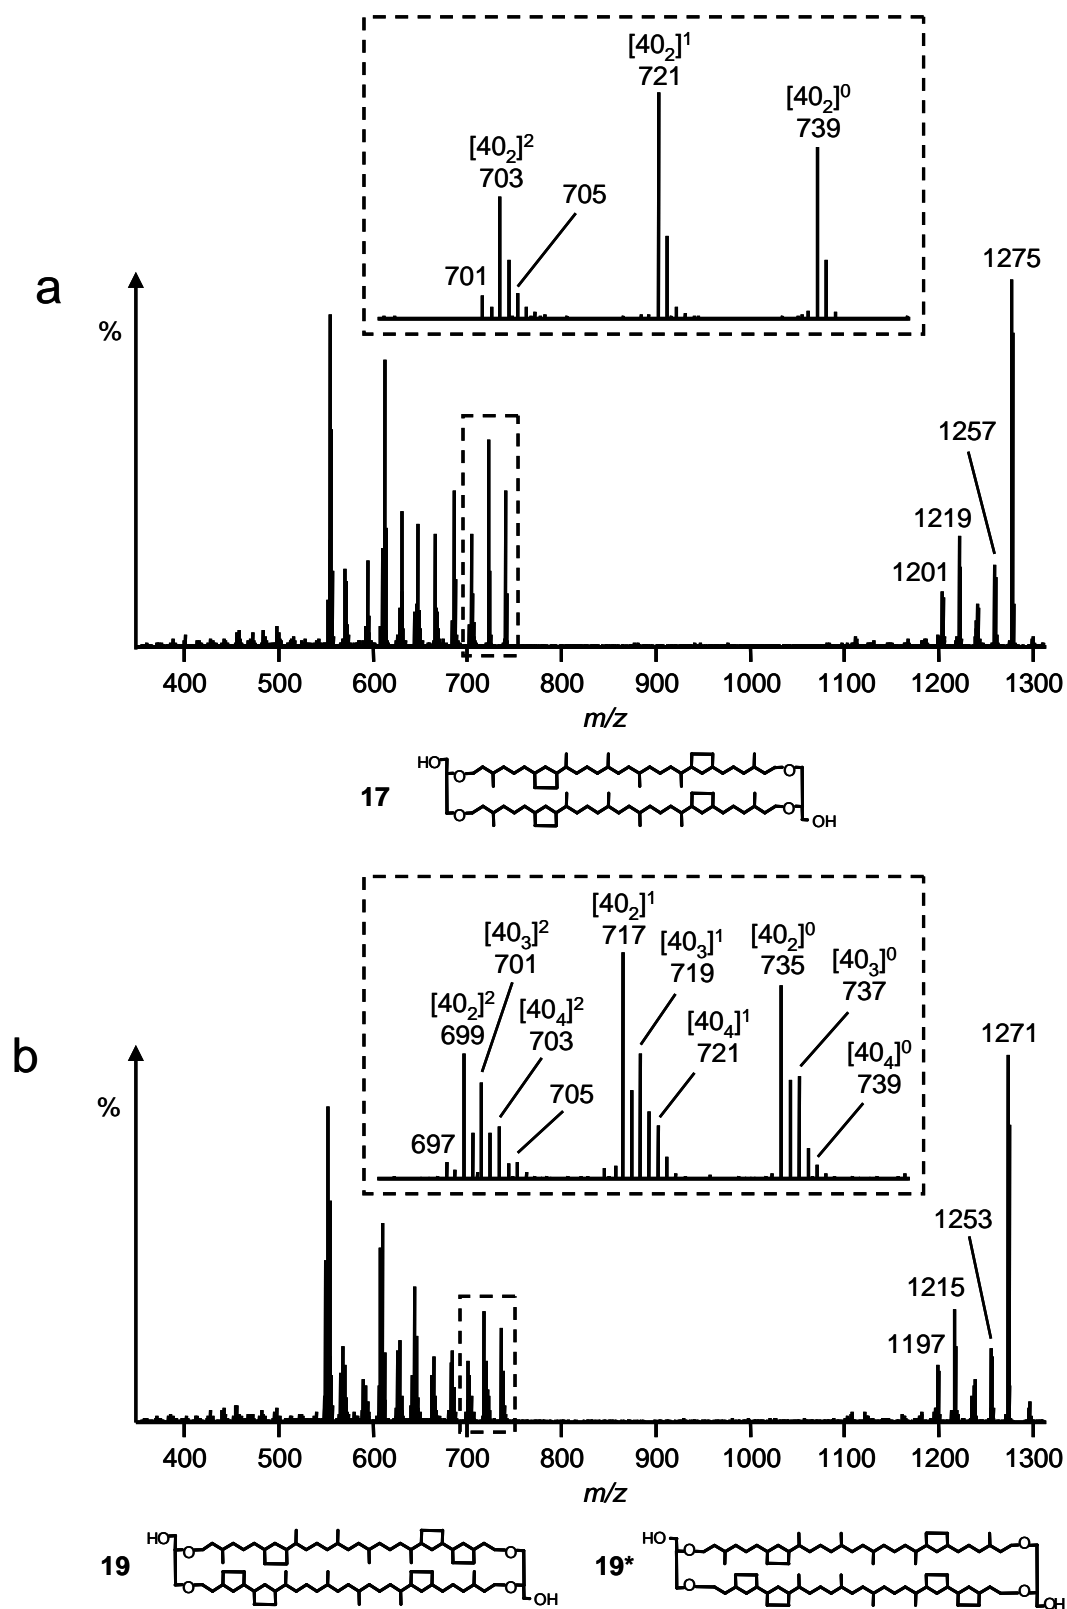 a
%
[40₂]²
703
701
705
[40₂]¹
721
[40₂]⁰
739
1275
1257
1219
1201
400 500 600 700 800 900 1000 1100 1200 1300
m/z
17
HO
O O
O O
OH
b
%
[40₂]²
699
697
[40₃]²
701
[40₄]²
703
705
[40₂]¹
717
[40₃]¹
719
[40₄]¹
721
[40₂]⁰
735
[40₃]⁰
737
[40₄]⁰
739
1271
1253
1215
1197
400 500 600 700 800 900 1000 1100 1200 1300
m/z
19
HO
O O
O O
OH
19*
HO
O O
O O
OH